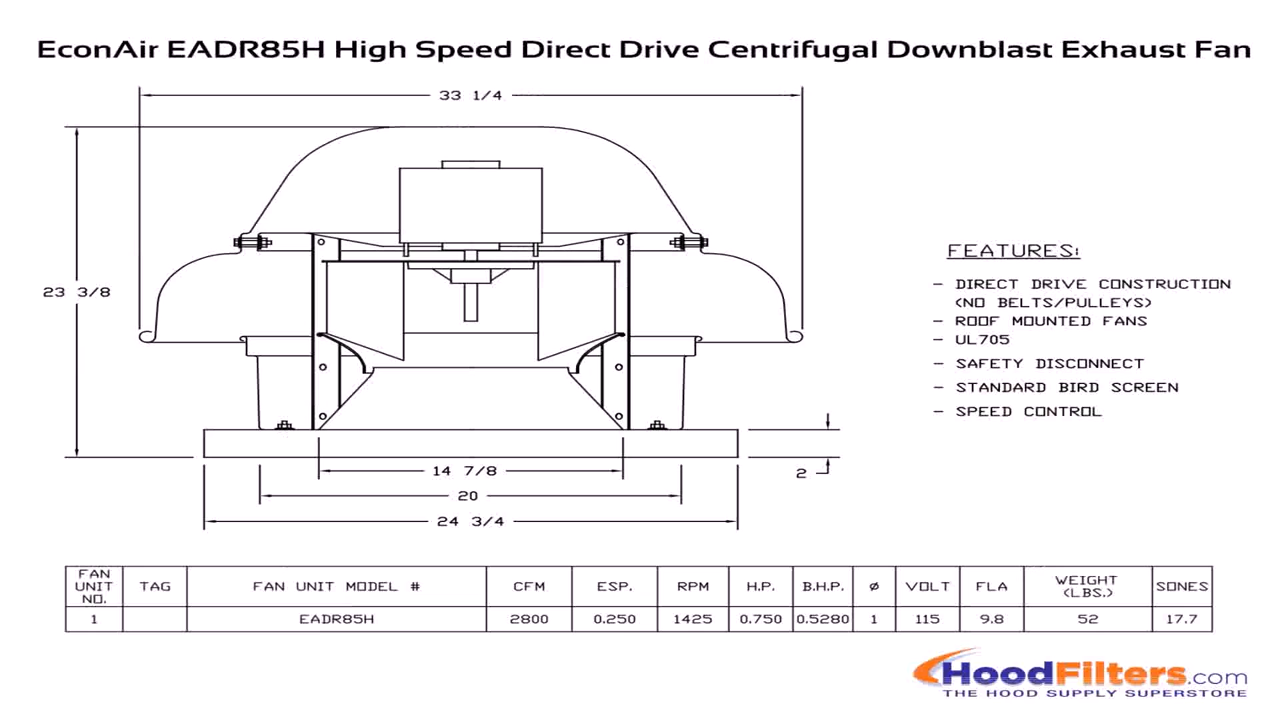 EconAir EADR85H High Speed Direct Drive Centrifugal Downblast Exhaust Fan
33 1/4
23 3/8
FEATURES:
- DIRECT DRIVE CONSTRUCTION
(NO BELTS/PULLEYS)
- ROOF MOUNTED FANS
- UL705
- SAFETY DISCONNECT
- STANDARD BIRD SCREEN
- SPEED CONTROL
14 7/8
2
20
24 3/4
FAN UNIT NO. TAG FAN UNIT MODEL # CFM ESP. RPM H.P. B.H.P. ø VOLT FLA WEIGHT (LBS.) SONES
1 EADR85H 2800 0.250 1425 0.750 0.5280 1 115 9.8 52 17.7
HoodFilters.com
THE HOOD SUPPLY SUPERSTORE